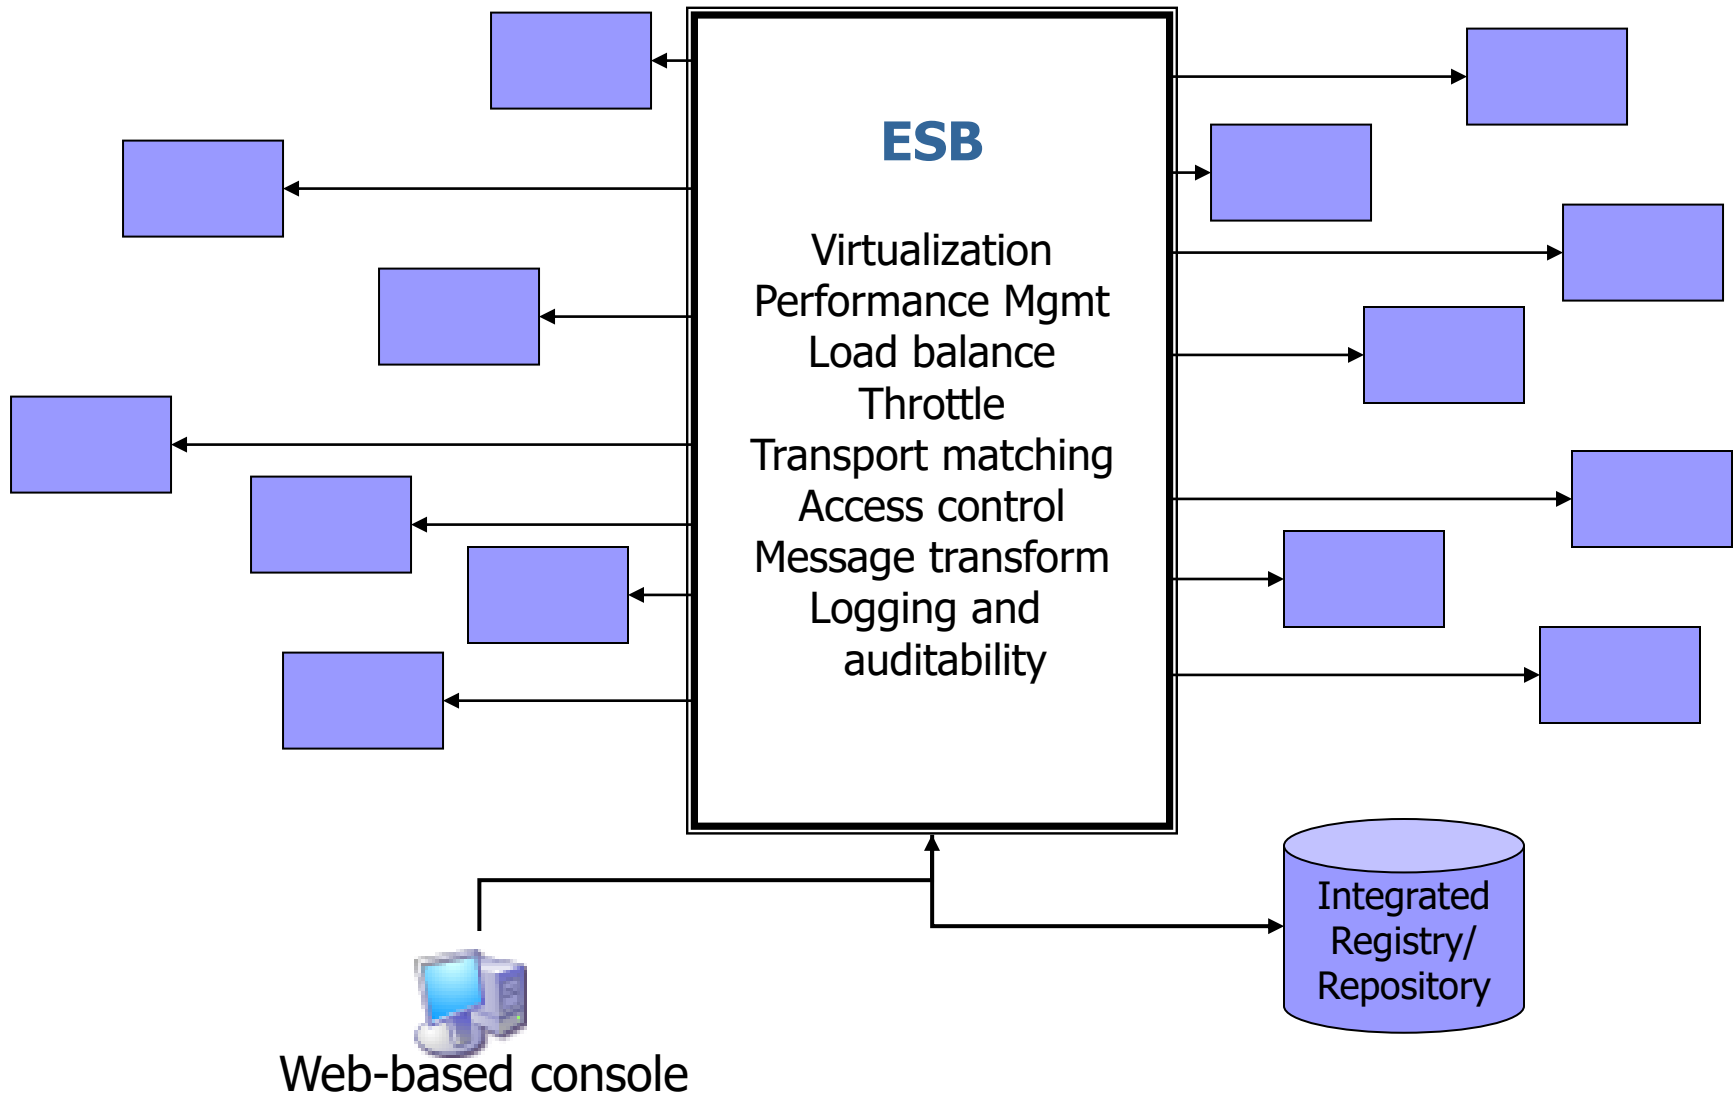 ESB
Virtualization
Performance Mgmt
Load balance
Throttle
Transport matching
Access control
Message transform
Logging and
auditability
Integrated
Registry/
Repository
Web-based console